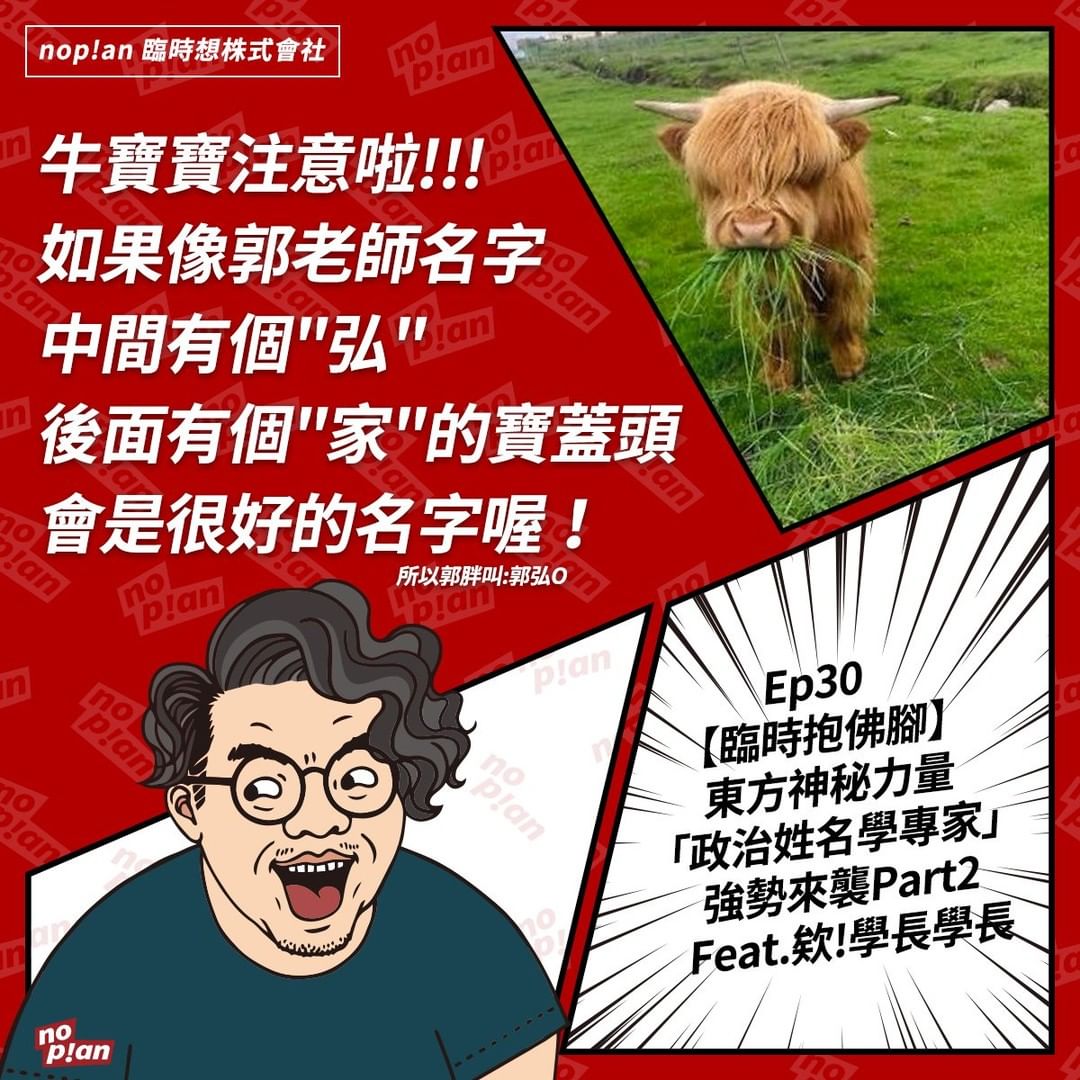 nop!an 臨時想株式會社
牛寶寶注意啦!!!
如果像郭老師名字
中間有個"弘"
後面有個"家"的寶蓋頭
會是很好的名字喔！
所以郭胖叫:郭弘O
Ep30
【臨時抱佛腳】
東方神秘力量
「政治姓名學專家」
強勢來襲Part2
Feat.欸!學長學長
no
p!an